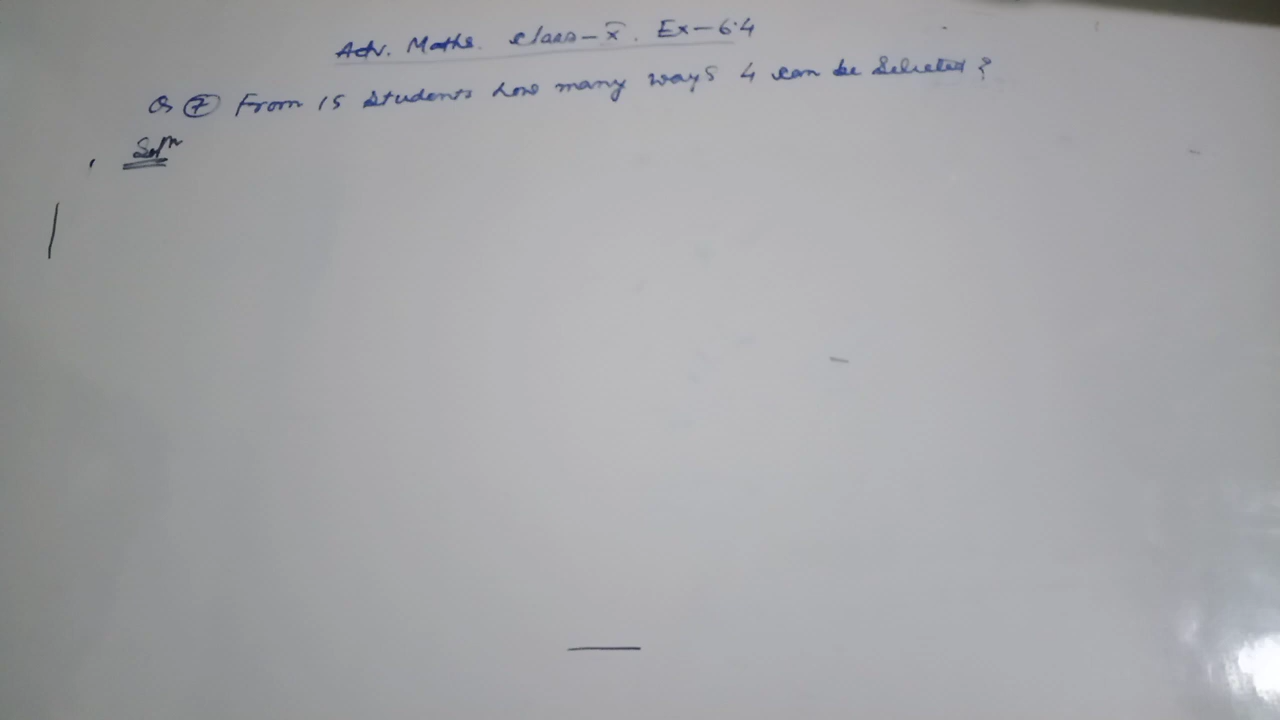 Adv. Maths. Class-X. Ex-6.4
Q ⑦ From 15 students how many ways 4 can be Selected ?
Solⁿ